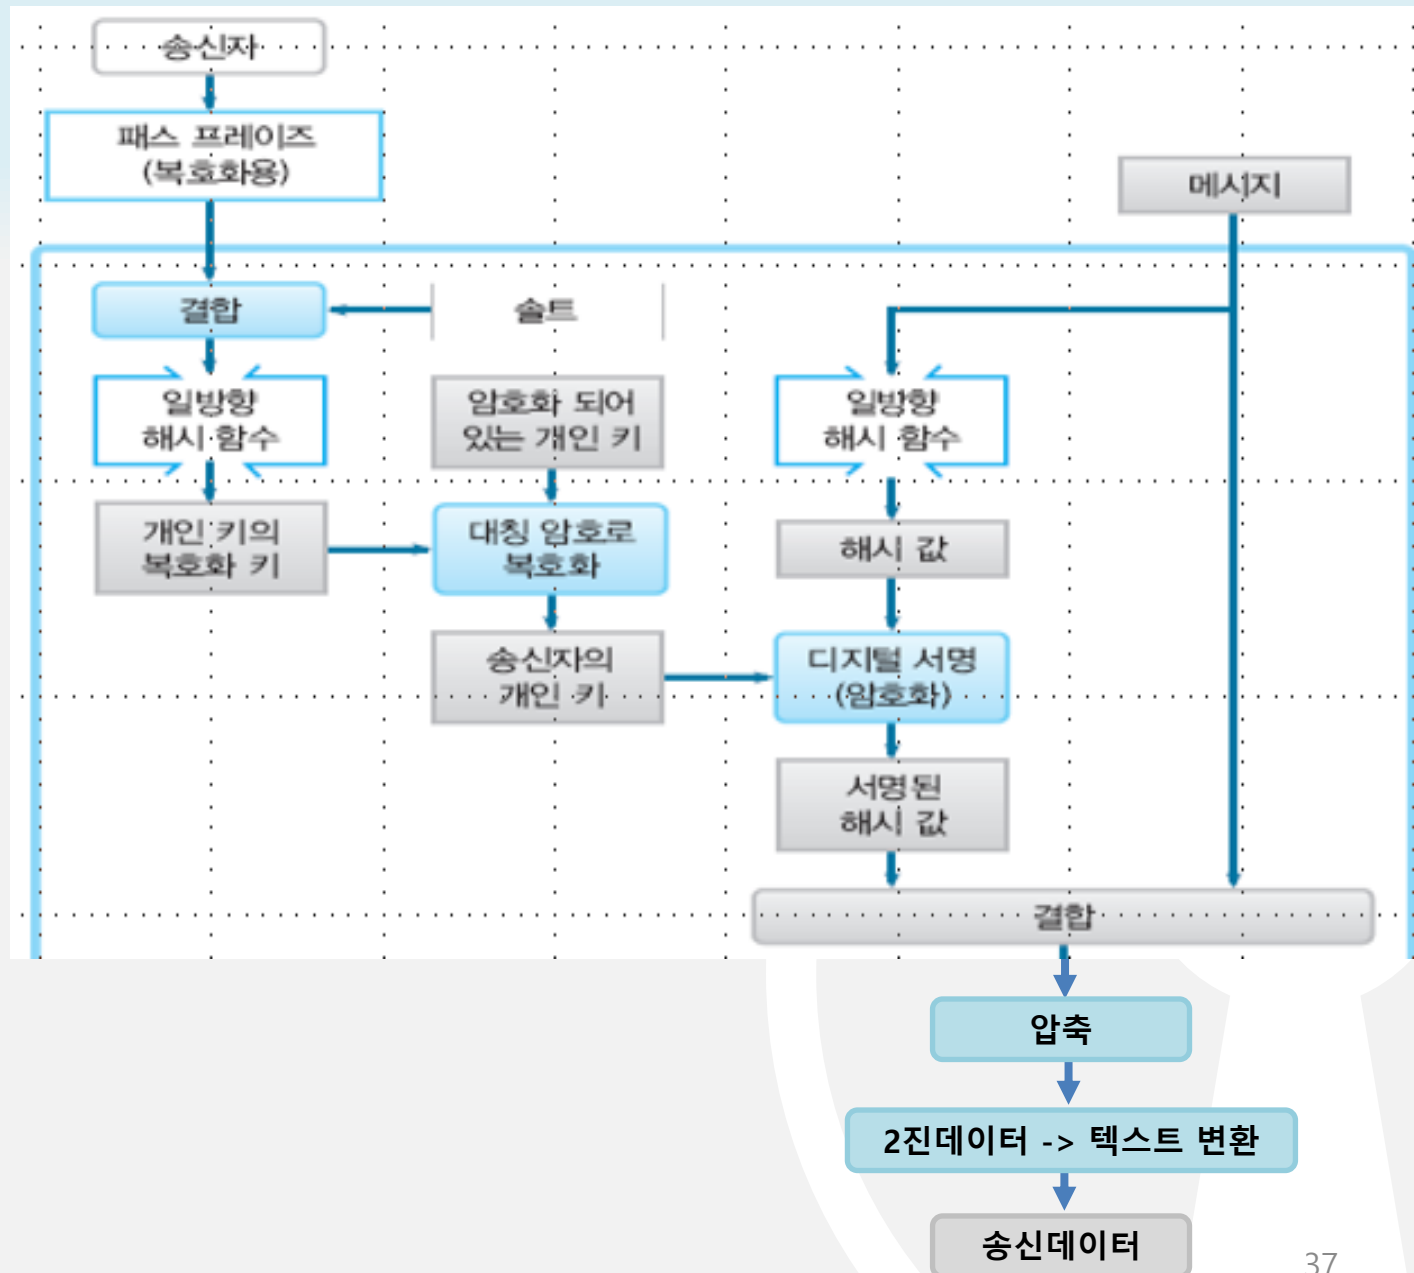 송신자
패스 프레이즈
(복호화용)
메시지
결합
솔트
일방향
해시 함수
암호화 되어
있는 개인 키
일방향
해시 함수
개인 키의
복호화 키
대칭 암호로
복호화
해시 값
송신자의
개인 키
디지털 서명
(암호화)
서명된
해시 값
결합
압축
2진데이터 -> 텍스트 변환
송신데이터
37